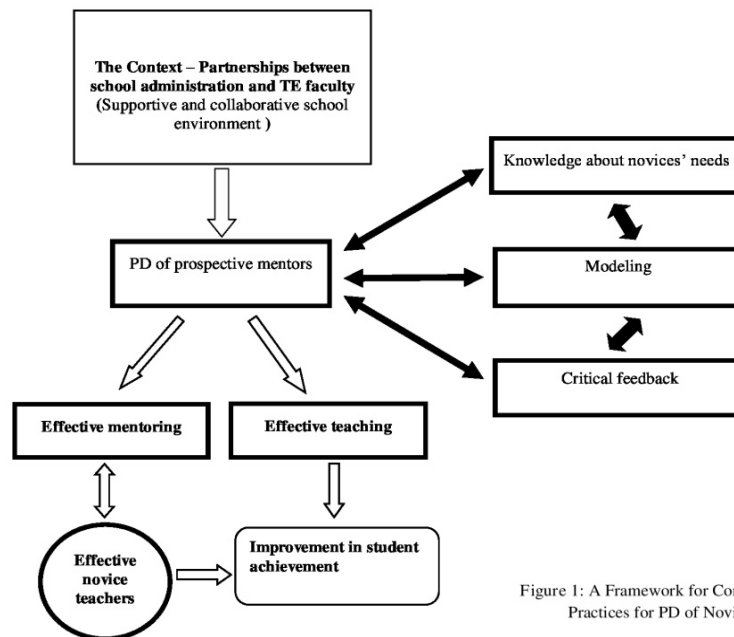 The Context – Partnerships between
school administration and TE faculty
(Supportive and collaborative school
environment )
Knowledge about novices’ needs
PD of prospective mentors
Modeling
Critical feedback
Effective mentoring
Effective teaching
Effective
novice
teachers
Improvement in student
achievement
Figure 1: A Framework for
Practices for PD of